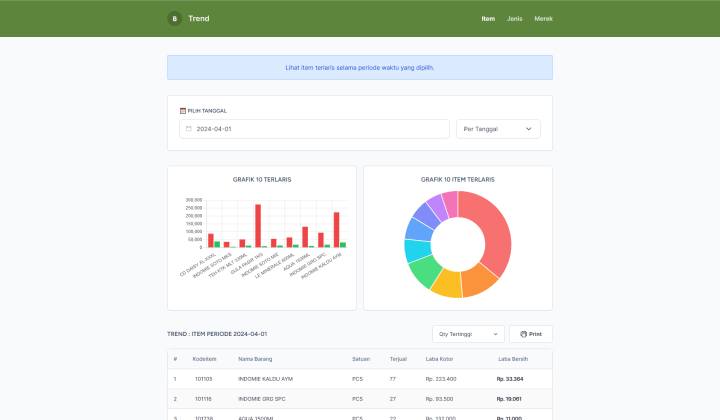 B Trend Item Jenis Merek
Lihat item terlaris selama periode waktu yang dipilih.
PILIH TANGGAL
2024-04-01 Per Tanggal
GRAFIK 10 TERLARIS
300,000
250,000
200,000
150,000
100,000
50,000
0
CD DAISY XL-XXXL
INDOMIE SOTO MKS
TEH KTK MLT 120ML
GULA PASIR 1KG
INDOMIE SOTO MIE
LE MINERALE 600ML
AQUA 1500ML
INDOMIE GRG SPC
INDOMIE KALDU AYM
GRAFIK 10 ITEM TERLARIS
TREND : ITEM PERIODE 2024-04-01 Qty Tertinggi Print
# Kodeitem Nama Barang Satuan Terjual Laba Kotor Laba Bersih
1 101105 INDOMIE KALDU AYM PCS 77 Rp. 223.400 Rp. 33.364
2 101116 INDOMIE GRG SPC PCS 27 Rp. 93.500 Rp. 19.061
3 101738 AQUA 1500ML PCS 22 Rp. 132.000 Rp. 11.000